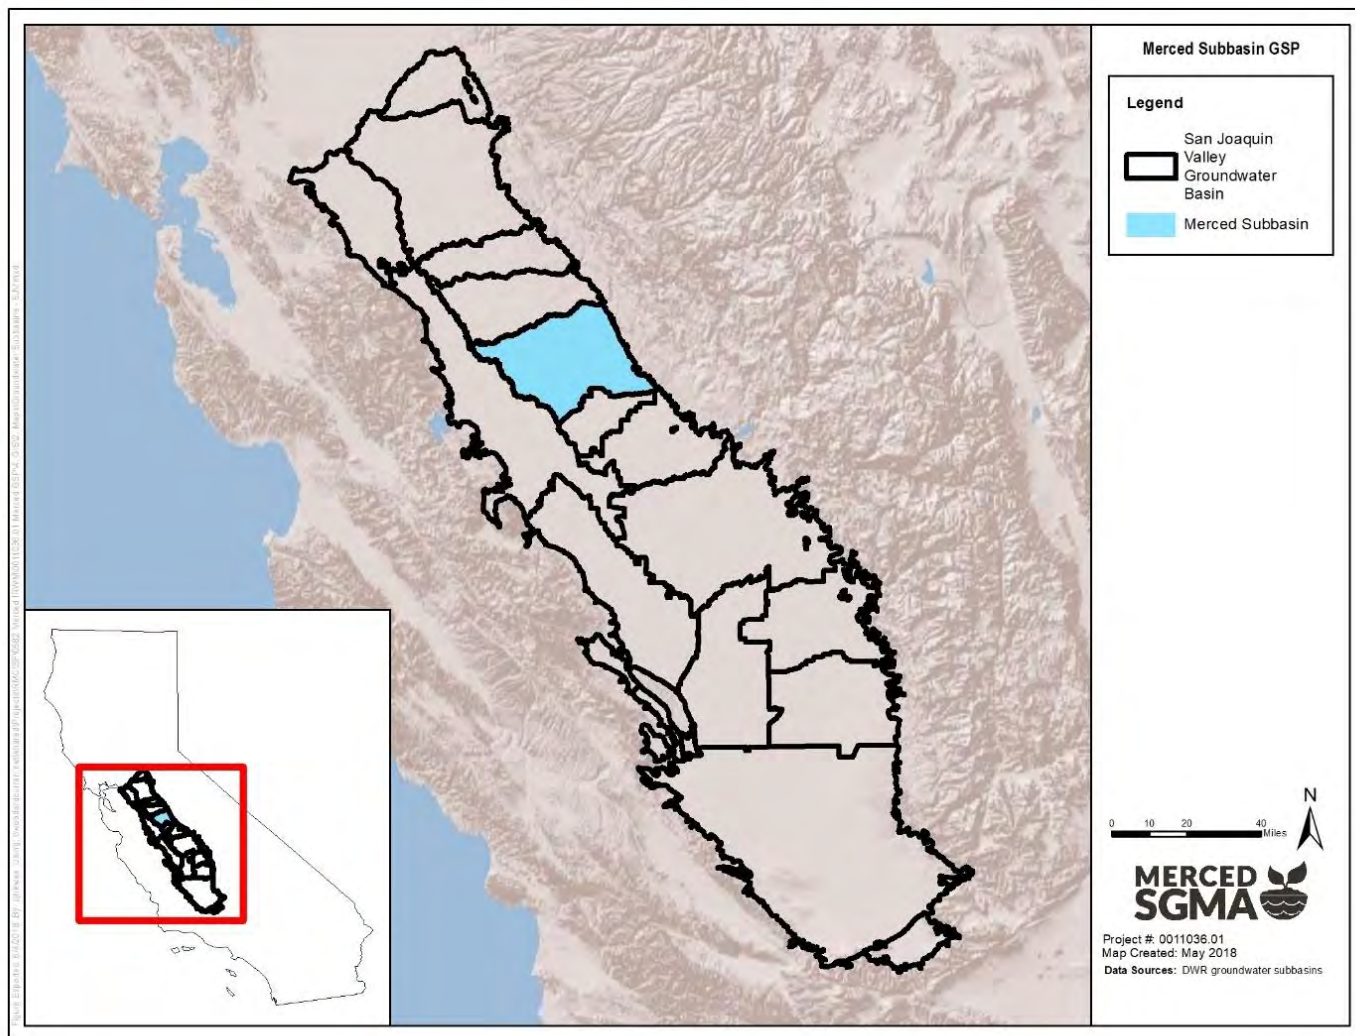 Merced Subbasin GSP
Legend
San Joaquin
Valley
Groundwater
Basin
Merced Subbasin
N
0 10 20 40
Miles
MERCED
SGMA
Project #: 0011036.01
Map Created: May 2018
Data Sources: DWR groundwater subbasins